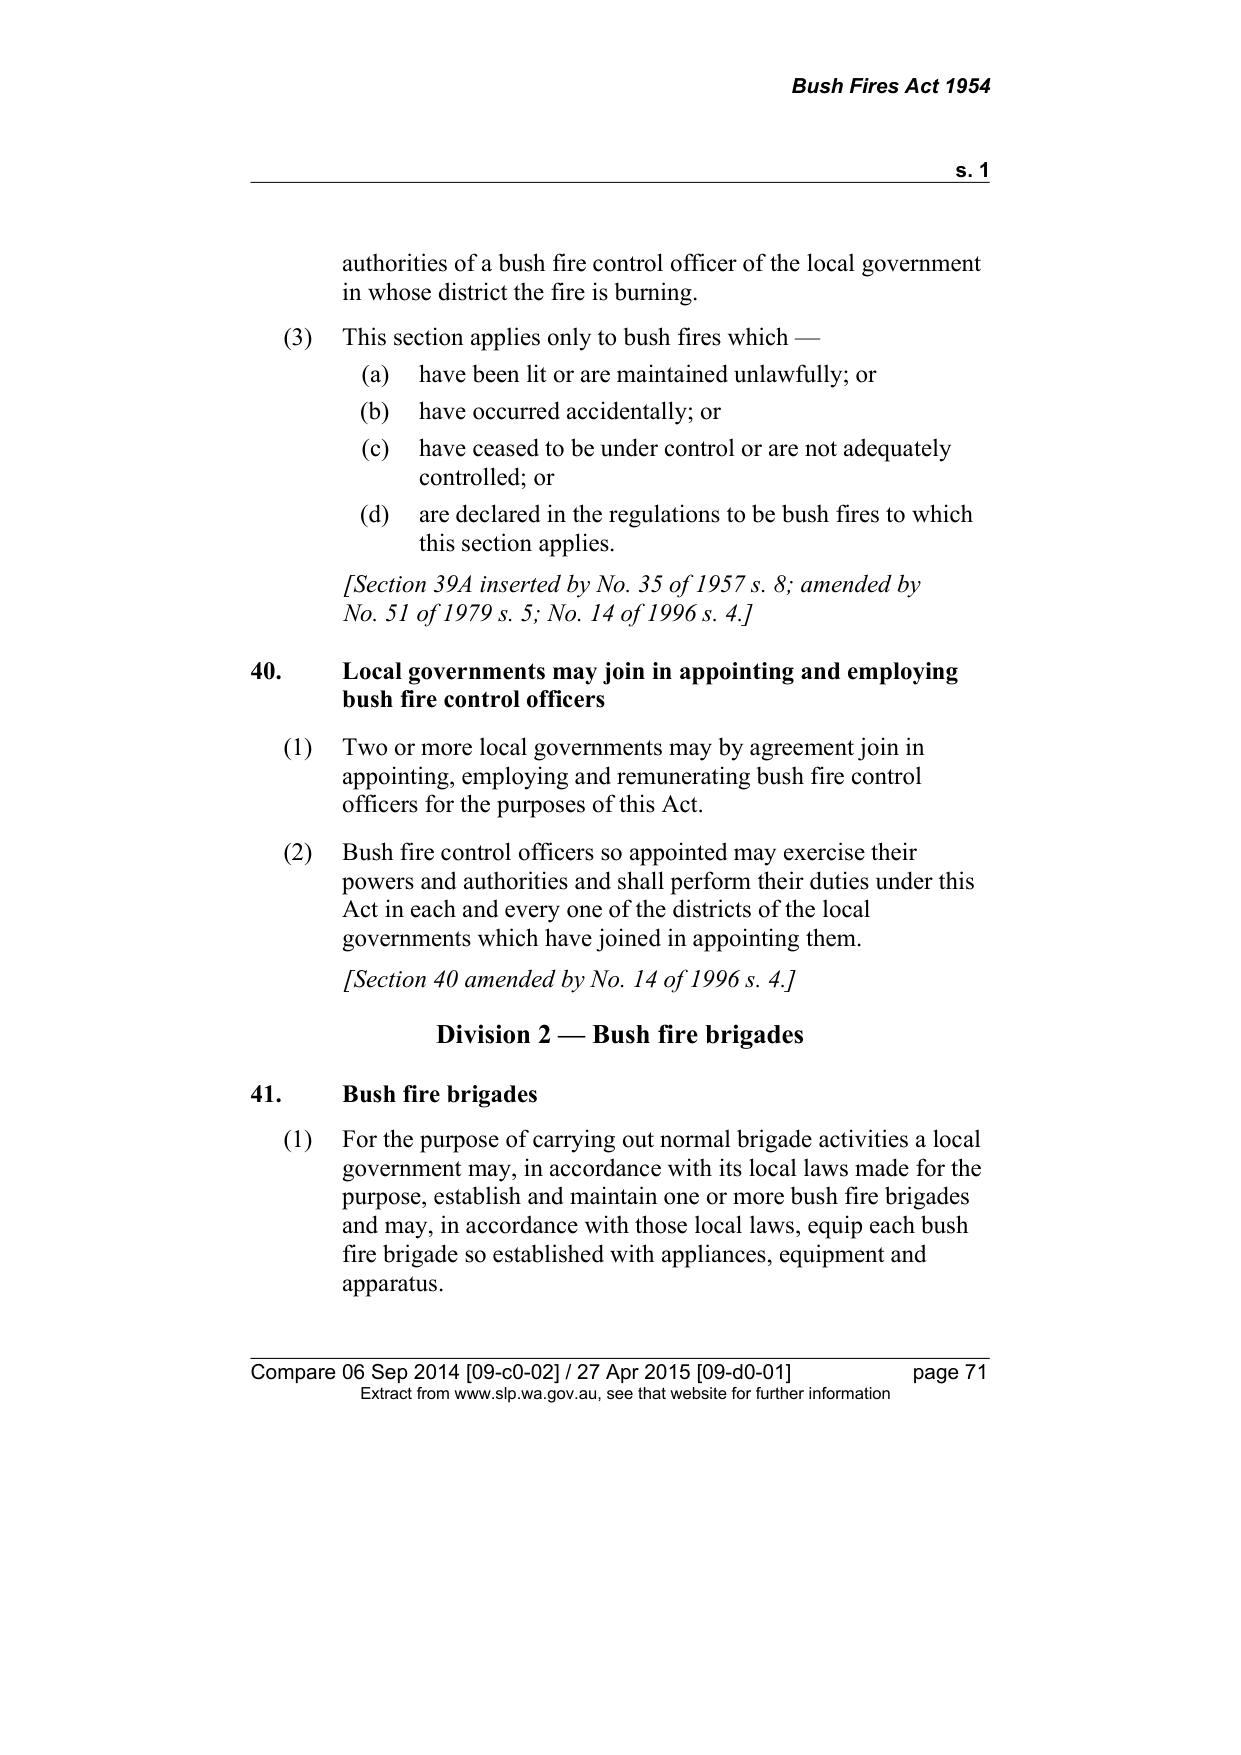 Bush Fires Act 1954
s. 1
authorities of a bush fire control officer of the local government
in whose district the fire is burning.
(3) This section applies only to bush fires which —
(a) have been lit or are maintained unlawfully; or
(b) have occurred accidentally; or
(c) have ceased to be under control or are not adequately
controlled; or
(d) are declared in the regulations to be bush fires to which
this section applies.
[Section 39A inserted by No. 35 of 1957 s. 8; amended by
No. 51 of 1979 s. 5; No. 14 of 1996 s. 4.]
40. Local governments may join in appointing and employing
bush fire control officers
(1) Two or more local governments may by agreement join in
appointing, employing and remunerating bush fire control
officers for the purposes of this Act.
(2) Bush fire control officers so appointed may exercise their
powers and authorities and shall perform their duties under this
Act in each and every one of the districts of the local
governments which have joined in appointing them.
[Section 40 amended by No. 14 of 1996 s. 4.]
Division 2 — Bush fire brigades
41. Bush fire brigades
(1) For the purpose of carrying out normal brigade activities a local
government may, in accordance with its local laws made for the
purpose, establish and maintain one or more bush fire brigades
and may, in accordance with those local laws, equip each bush
fire brigade so established with appliances, equipment and
apparatus.
Compare 06 Sep 2014 [09-c0-02] / 27 Apr 2015 [09-d0-01] page 71
Extract from www.slp.wa.gov.au, see that website for further information